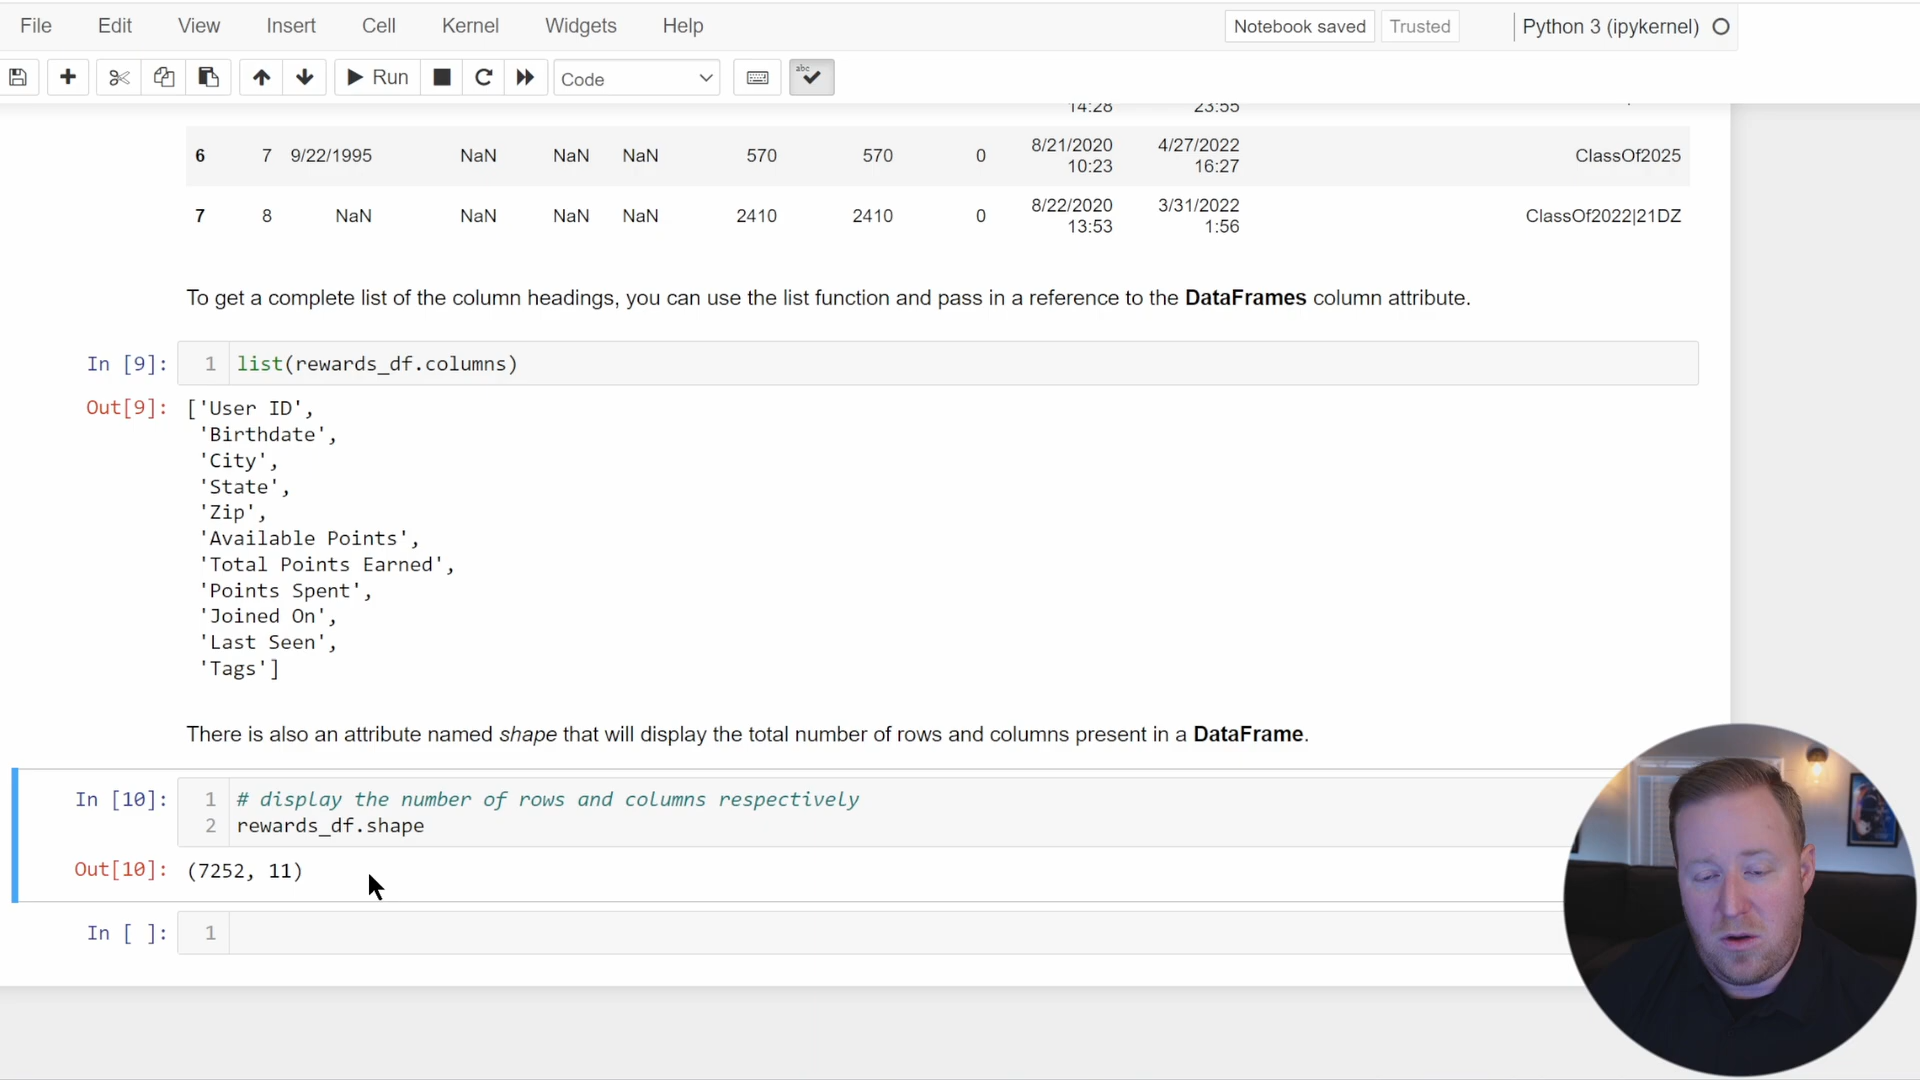 File Edit View Insert Cell Kernel Widgets Help Notebook saved Trusted Python 3 (ipykernel)
Run Code abc
14:28 23:55
6 7 9/22/1995 NaN NaN NaN 570 570 0 8/21/2020 4/27/2022 ClassOf2025
10:23 16:27
7 8 NaN NaN NaN NaN 2410 2410 0 8/22/2020 3/31/2022 ClassOf2022|21DZ
13:53 1:56
To get a complete list of the column headings, you can use the list function and pass in a reference to the DataFrames column attribute.
In [9]: 1 list(rewards_df.columns)
Out[9]: ['User ID',
'Birthdate',
'City',
'State',
'Zip',
'Available Points',
'Total Points Earned',
'Points Spent',
'Joined On',
'Last Seen',
'Tags']
There is also an attribute named shape that will display the total number of rows and columns present in a DataFrame.
In [10]: 1 # display the number of rows and columns respectively
2 rewards_df.shape
Out[10]: (7252, 11)
In [ ]: 1